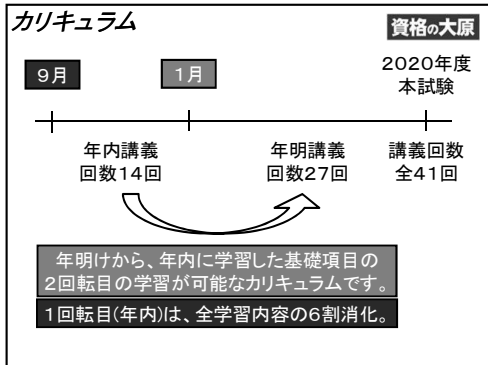 カリキュラム
資格の大原
9月
1月
2020年度
本試験
年内講義
回数14回
年明講義
回数27回
講義回数
全41回
年明けから、年内に学習した基礎項目の
2回転目の学習が可能なカリキュラムです。
1回転目(年内)は、全学習内容の6割消化。